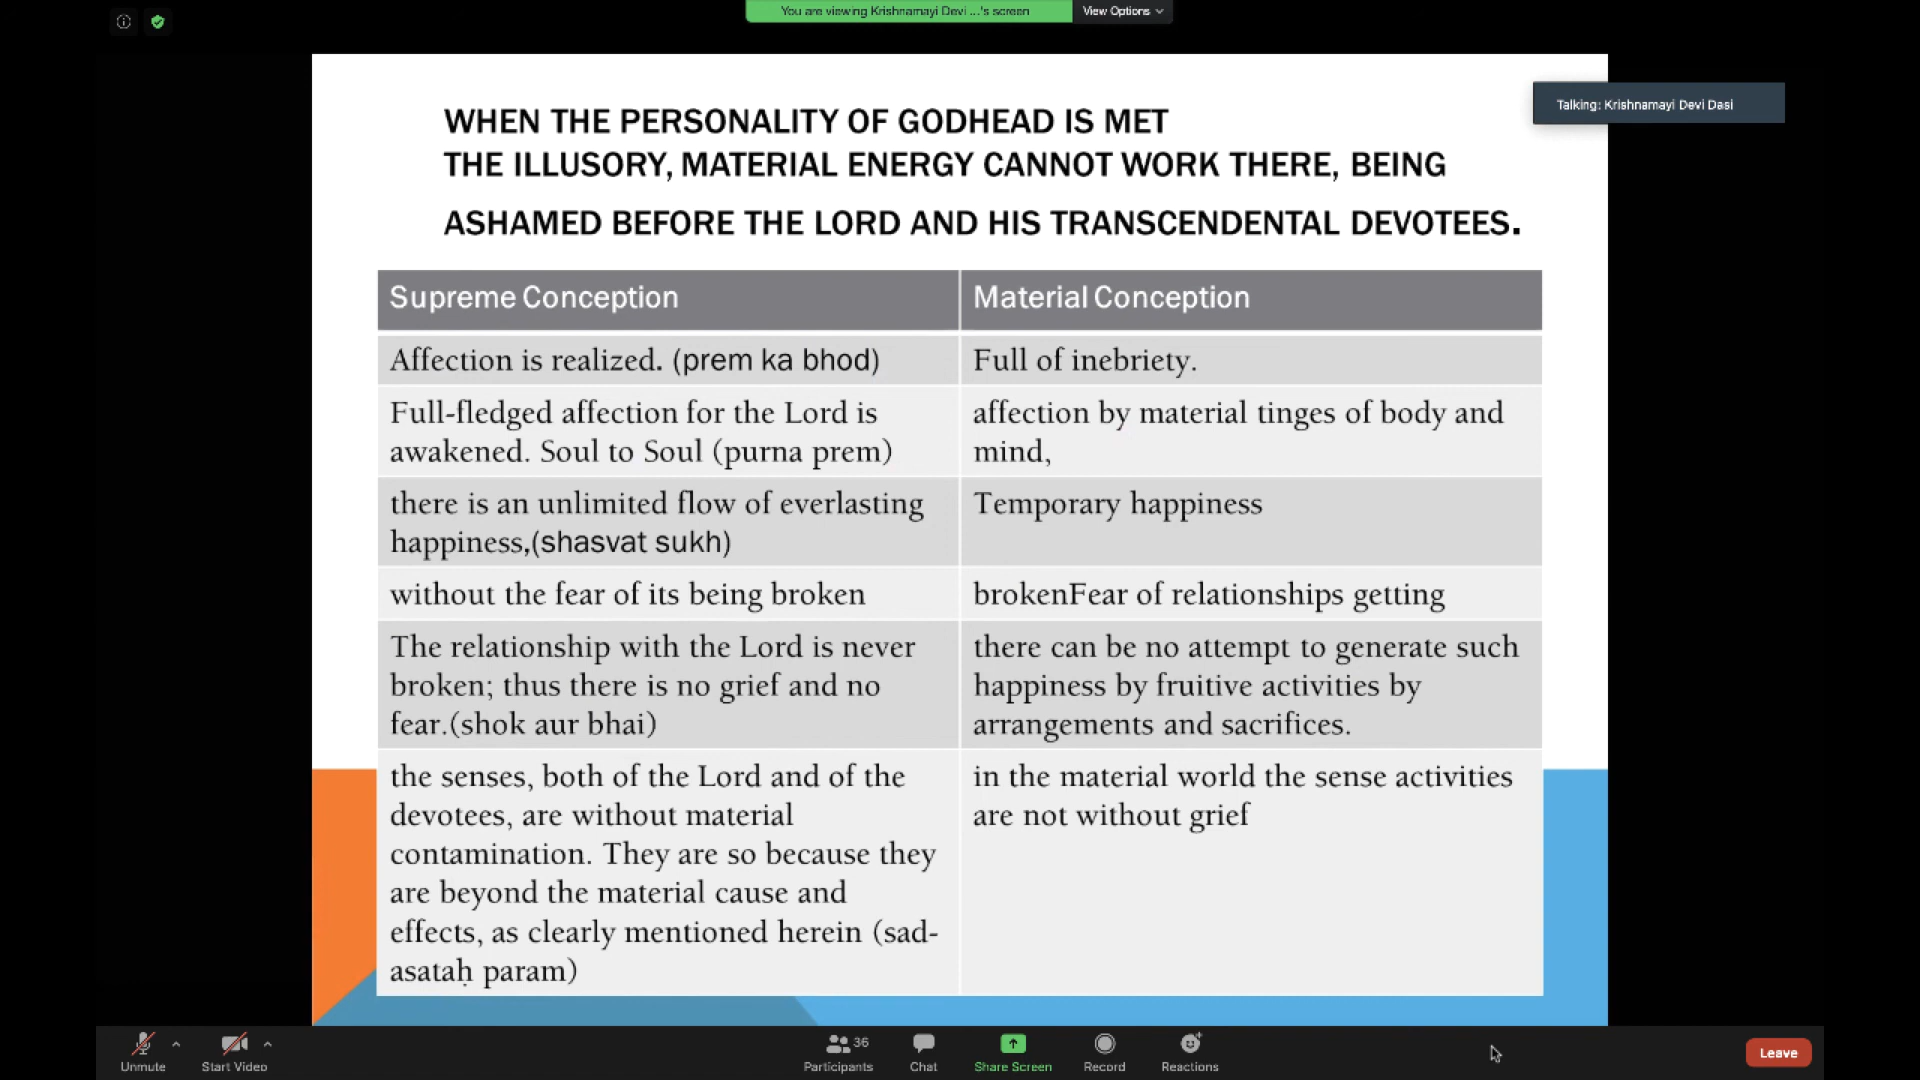 You are viewing Krishnamayi Devi ...'s screen
View Options
Talking: Krishnamayi Devi Dasi
WHEN THE PERSONALITY OF GODHEAD IS MET
THE ILLUSORY, MATERIAL ENERGY CANNOT WORK THERE, BEING
ASHAMED BEFORE THE LORD AND HIS TRANSCENDENTAL DEVOTEES.
Supreme Conception
Material Conception
Affection is realized. (prem ka bhod)
Full of inebriety.
Full-fledged affection for the Lord is
awakened. Soul to Soul (purna prem)
affection by material tinges of body and
mind,
there is an unlimited flow of everlasting
happiness,(shasvat sukh)
Temporary happiness
without the fear of its being broken
brokenFear of relationships getting
The relationship with the Lord is never
broken; thus there is no grief and no
fear.(shok aur bhai)
there can be no attempt to generate such
happiness by fruitive activities by
arrangements and sacrifices.
the senses, both of the Lord and of the
devotees, are without material
contamination. They are so because they
are beyond the material cause and
effects, as clearly mentioned herein (sad-
asataḥ param)
in the material world the sense activities
are not without grief
Unmute
Start Video
36
Participants
Chat
Share Screen
Record
Reactions
Leave